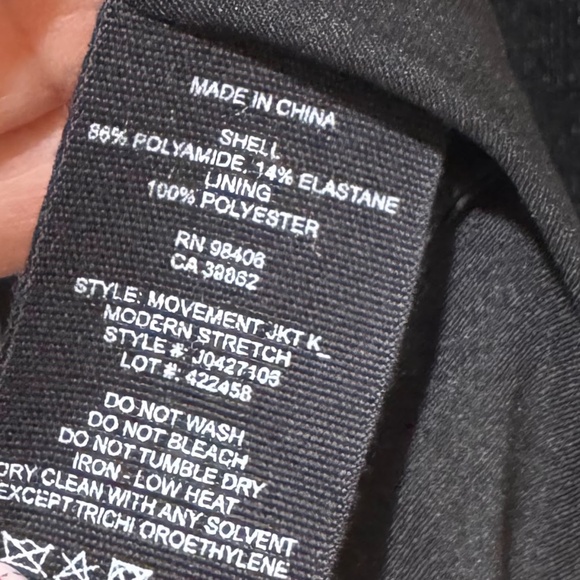 MADE IN CHINA
SHELL
86% POLYAMIDE, 14% ELASTANE
LINING
100% POLYESTER
RN 98406
CA 39862
STYLE: MOVEMENT JKT K_
MODERN STRETCH
STYLE #: J0427105
LOT #: 422458
DO NOT WASH
DO NOT BLEACH
DO NOT TUMBLE DRY
IRON - LOW HEAT
DRY CLEAN WITH ANY SOLVENT
EXCEPT TRICHLOROETHYLENE